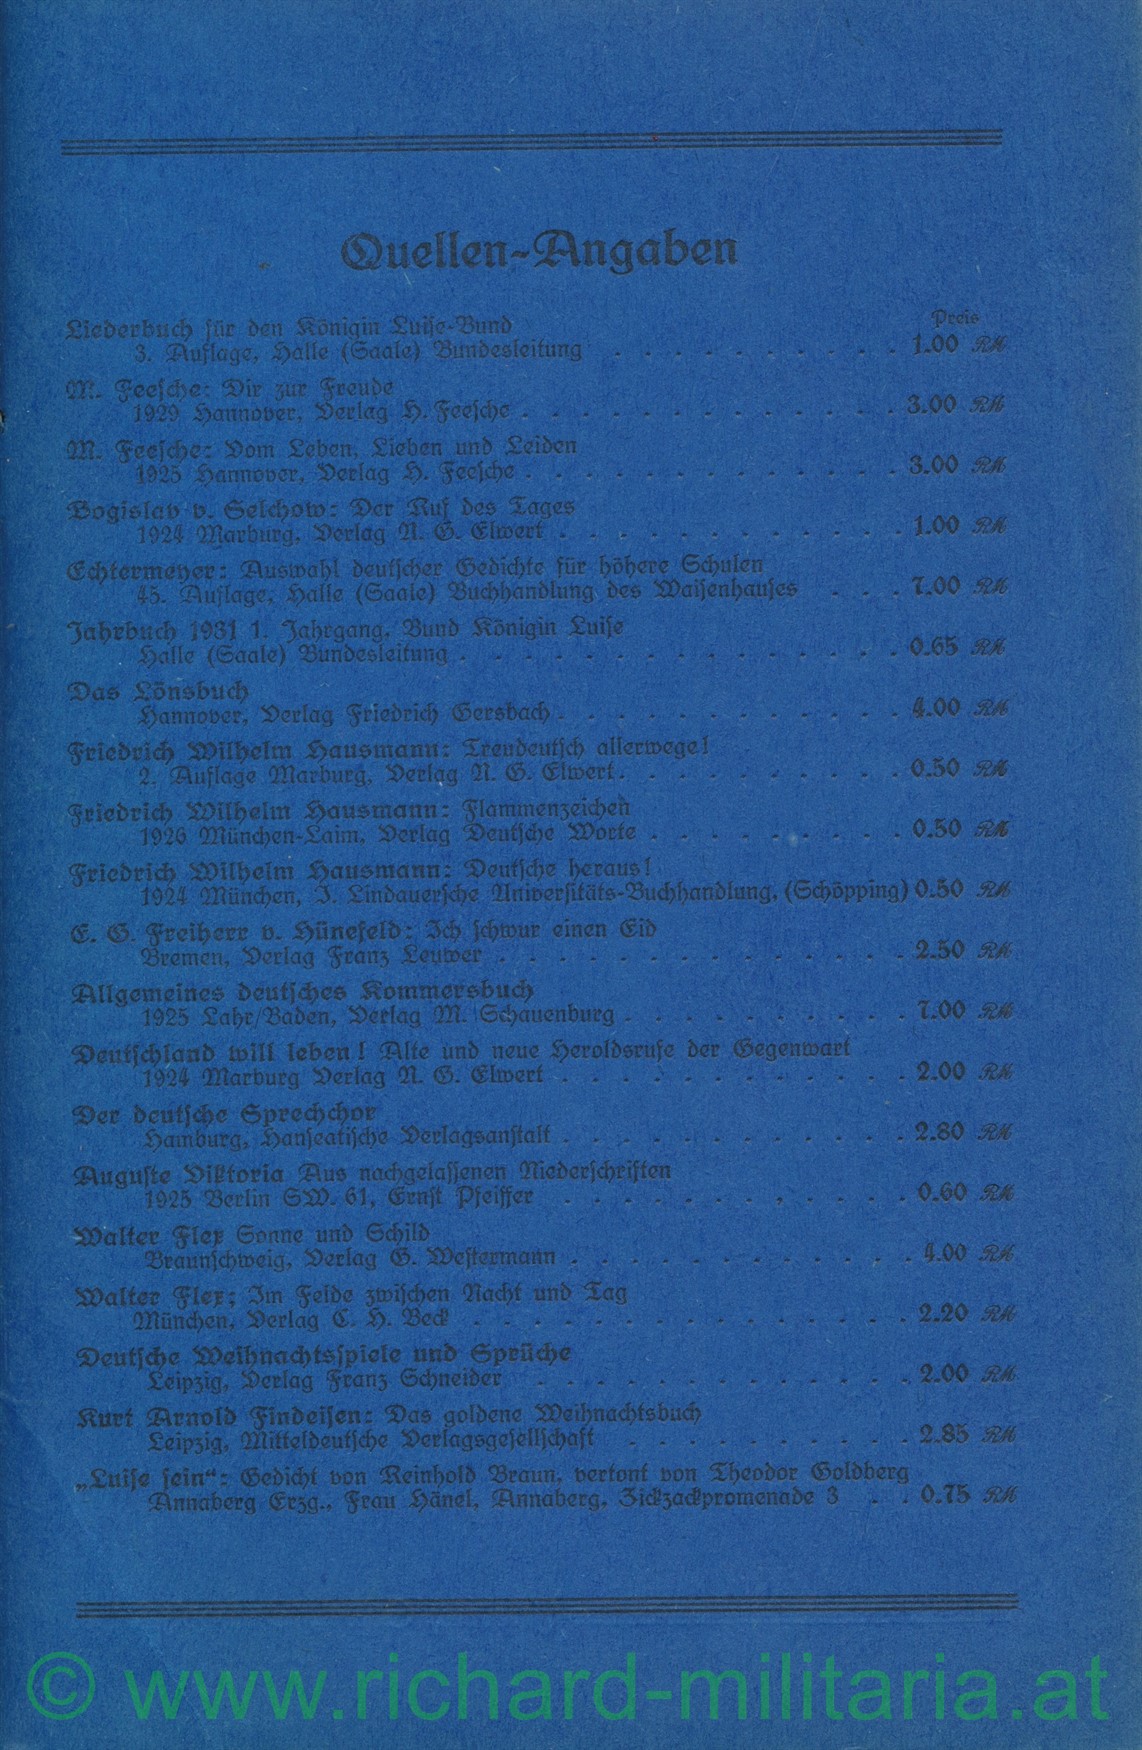 Quellen-Angaben
Preis
Liederbuch für den Königin Luise-Bund
3. Auflage, Halle (Saale) Bundesleitung . . . . . . . . . . 1.00 RM
M. Feesche: Dir zur Freude
1929 Hannover, Verlag H. Feesche . . . . . . . . . . . . . 3.00 RM
M. Feesche: Vom Leben, Lieben und Leiden
1925 Hannover, Verlag H. Feesche . . . . . . . . . . . . . 3.00 RM
Bogislav v. Selchow: Der Ruf des Tages
1924 Marburg, Verlag N. G. Elwert . . . . . . . . . . . . 1.00 RM
Echtermeyer: Auswahl deutscher Gedichte für höhere Schulen
45. Auflage, Halle (Saale) Buchhandlung des Waisenhauses . . . 7.00 RM
Jahrbuch 1931 1. Jahrgang, Bund Königin Luise
Halle (Saale) Bundesleitung . . . . . . . . . . . . . . . 0.65 RM
Das Lönsbuch
Hannover, Verlag Friedrich Gersbach . . . . . . . . . . . . 4.00 RM
Friedrich Wilhelm Hausmann: Treudeutsch allerwege!
2. Auflage Marburg, Verlag N. G. Elwert . . . . . . . . . . 0.50 RM
Friedrich Wilhelm Hausmann: Flammenzeichen
1926 München-Laim, Verlag Deutsche Worte . . . . . . . . . 0.50 RM
Friedrich Wilhelm Hausmann: Deutsche heraus!
1924 München, J. Lindauersche Universitäts-Buchhandlung, (Schöpping) 0.50 RM
E. G. Freiherr v. Hünefeld: Ich schwur einen Eid
Bremen, Verlag Franz Leuwer . . . . . . . . . . . . . . 2.50 RM
Allgemeines deutsches Kommersbuch
1925 Lahr/Baden, Verlag M. Schauenburg . . . . . . . . . . 7.00 RM
Deutschland will leben! Alte und neue Heroldsrufe der Gegenwart
1924 Marburg Verlag N. G. Elwert . . . . . . . . . . . . 2.00 RM
Der deutsche Sprechchor
Hamburg, Hanseatische Verlagsanstalt . . . . . . . . . . . . 2.80 RM
Auguste Viktoria Aus nachgelassenen Niederschriften
1925 Berlin SW. 61, Ernst Pfeiffer . . . . . . . . . . . . 0.60 RM
Walter Flex Sonne und Schild
Braunschweig, Verlag G. Westermann . . . . . . . . . . . . 4.00 RM
Walter Flex; Im Felde zwischen Nacht und Tag
München, Verlag C. H. Beck . . . . . . . . . . . . . . . 2.20 RM
Deutsche Weihnachtsspiele und Sprüche
Leipzig, Verlag Franz Schneider . . . . . . . . . . . . . 2.00 RM
Kurt Arnold Findeisen: Das goldene Weihnachtsbuch
Leipzig, Mitteldeutsche Verlagsgesellschaft . . . . . . . . . . 2.85 RM
„Luise sein“: Gedicht von Reinhold Braun, vertont von Theodor Goldberg
Annaberg Erzg., Frau Hänel, Annaberg, Zickzackpromenade 3 . . 0.75 RM
© www.richard-militaria.at